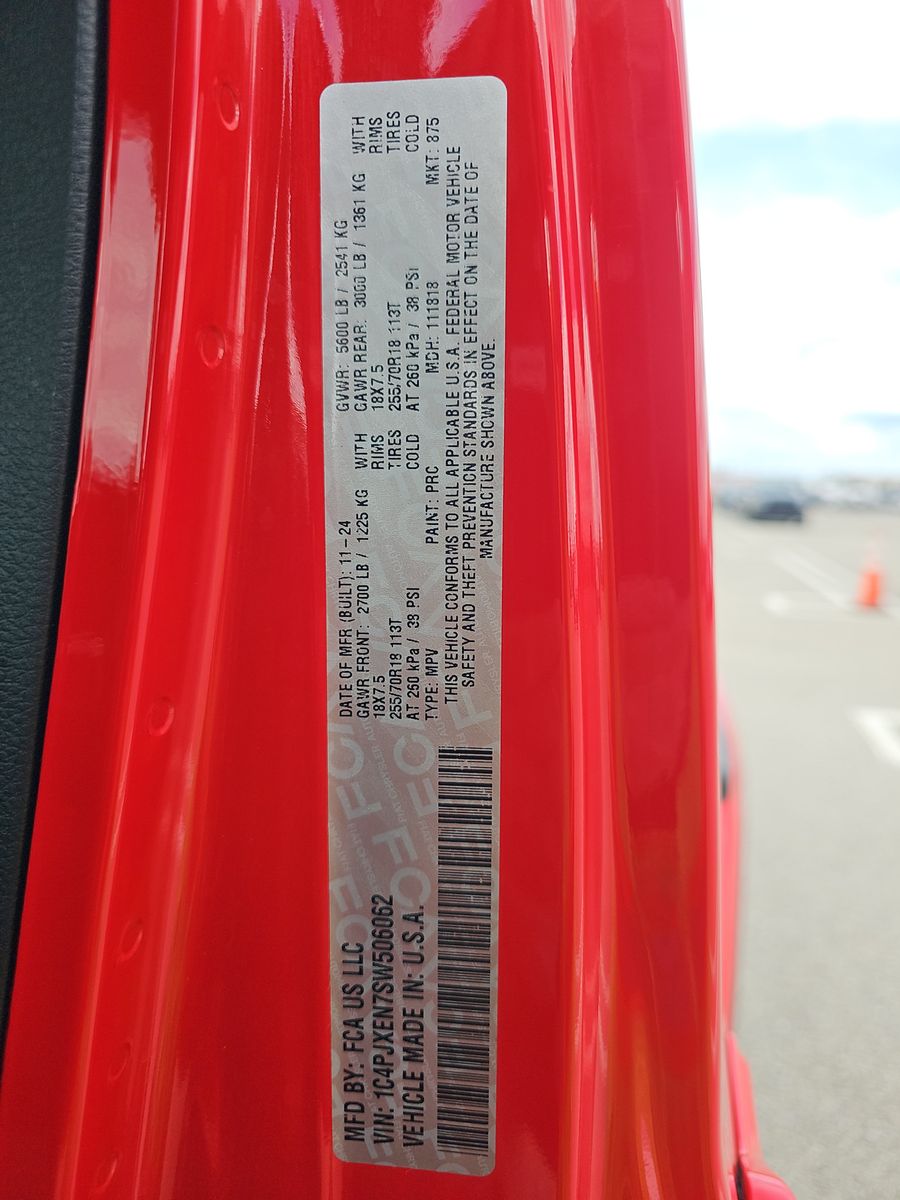 MFD BY: FCA US LLC
VIN: 1C4PJXEN7SW506062
VEHICLE MADE IN: U.S.A.
DATE OF MFR (BUILT): 11-24 GVWR: 5600 LB / 2541 KG
GAWR FRONT: 2700 LB / 1225 KG WITH GAWR REAR: 3000 LB / 1361 KG WITH
18X7.5 RIMS 18X7.5 RIMS
255/70R18 113T TIRES 255/70R18 113T TIRES
AT 260 kPa / 38 PSI COLD AT 260 kPa / 38 PSI COLD
TYPE: MPV PAINT: PRC MDH: 111818 MKT: 875
THIS VEHICLE CONFORMS TO ALL APPLICABLE U.S.A. FEDERAL MOTOR VEHICLE
SAFETY AND THEFT PREVENTION STANDARDS IN EFFECT ON THE DATE OF
MANUFACTURE SHOWN ABOVE.